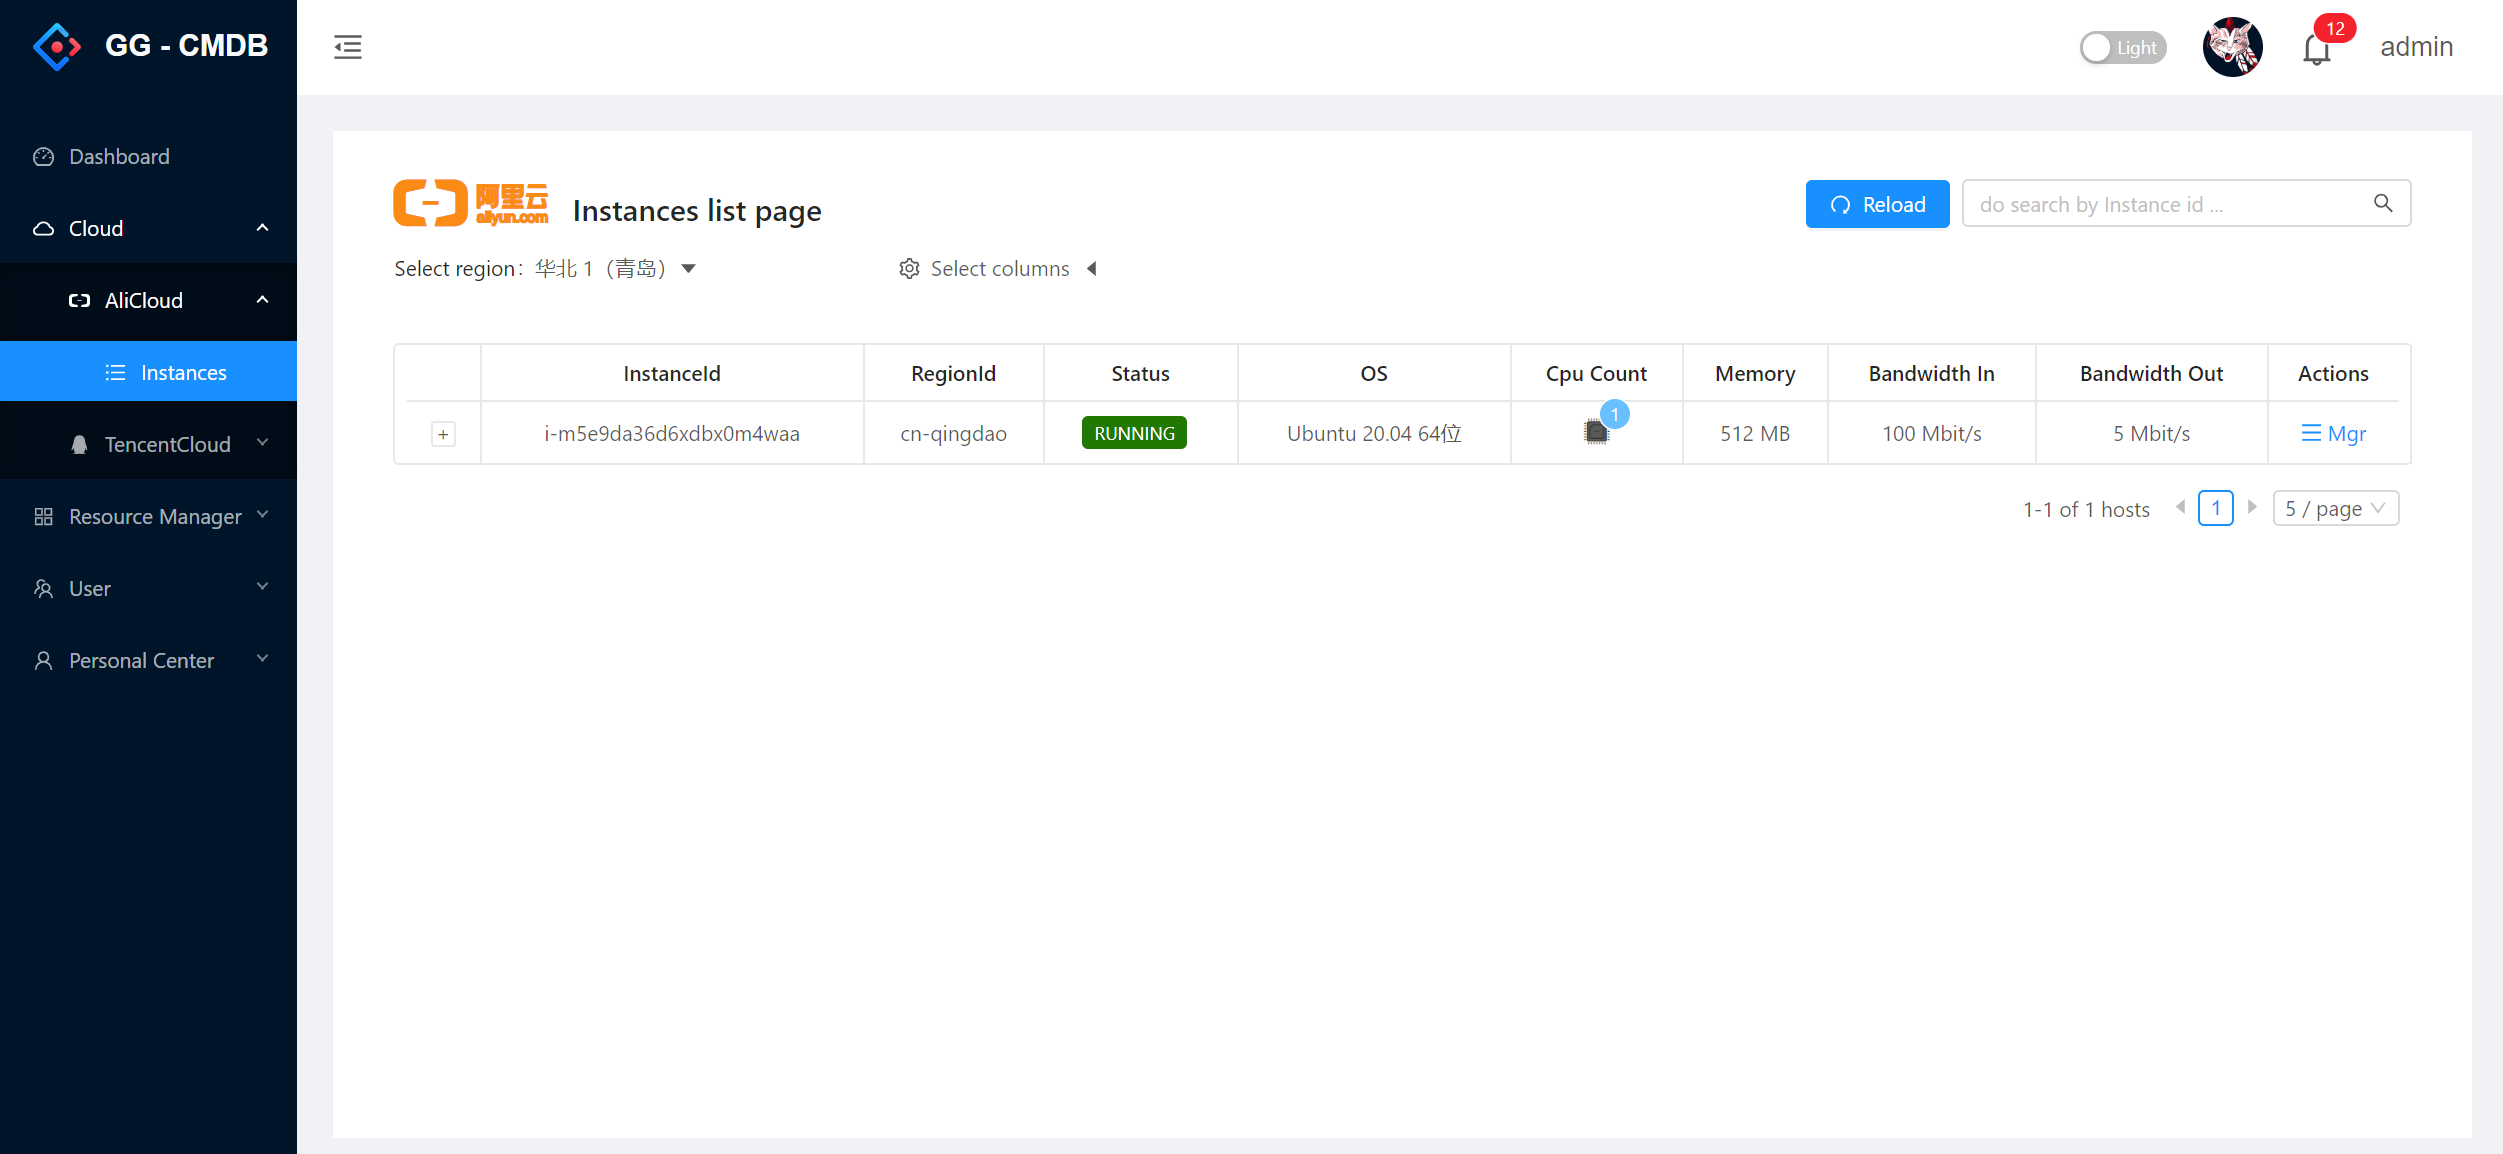 GG - CMDB
Light
12
admin
Dashboard
Cloud
AliCloud
Instances
TencentCloud
Resource Manager
User
Personal Center
阿里云
aliyun.com
Instances list page
Reload
do search by Instance id ...
Select region: 华北 1（青岛）
Select columns
InstanceId RegionId Status OS Cpu Count Memory Bandwidth In Bandwidth Out Actions
i-m5e9da36d6xdbx0m4waa cn-qingdao RUNNING Ubuntu 20.04 64位 1 512 MB 100 Mbit/s 5 Mbit/s Mgr
1-1 of 1 hosts 1 5 / page